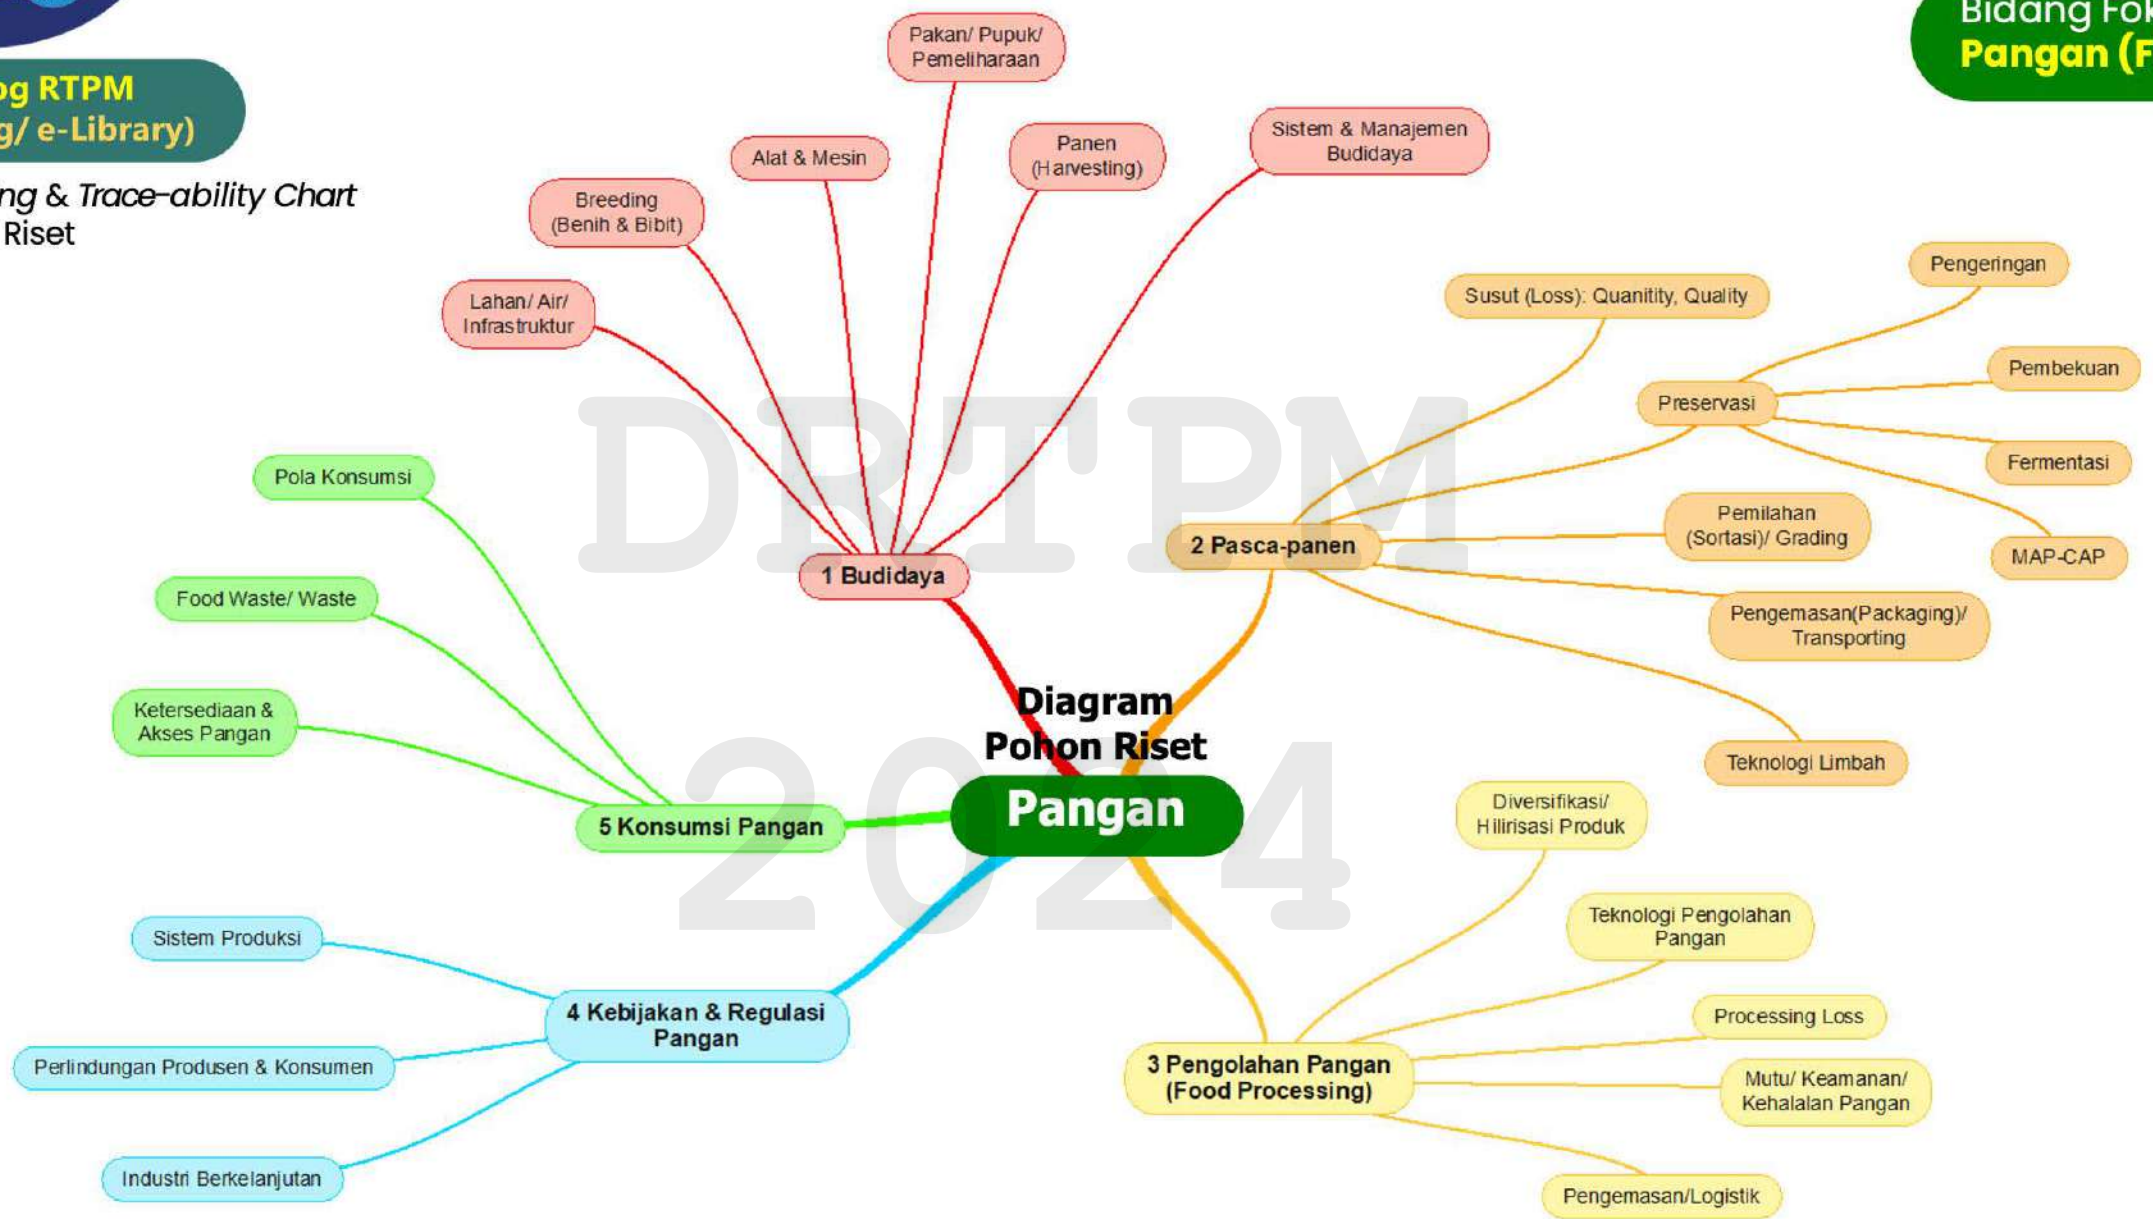 og RTPM
g/ e-Library)
ng & Trace-ability Chart
Riset
Bidang Fok
Pangan (F
Pakan/ Pupuk/
Pemeliharaan
Alat & Mesin
Panen
(Harvesting)
Sistem & Manajemen
Budidaya
Breeding
(Benih & Bibit)
Lahan/ Air/
Infrastruktur
1 Budidaya
Susut (Loss): Quanitity, Quality
Pengeringan
Pembekuan
Preservasi
Fermentasi
MAP-CAP
Pemilahan
(Sortasi)/ Grading
2 Pasca-panen
Pengemasan(Packaging)/
Transporting
Teknologi Limbah
Pola Konsumsi
Food Waste/ Waste
Ketersediaan &
Akses Pangan
5 Konsumsi Pangan
Diagram
Pohon Riset
Pangan
DRTPM
2024
Diversifikasi/
Hilirisasi Produk
Teknologi Pengolahan
Pangan
Processing Loss
3 Pengolahan Pangan
(Food Processing)
Mutu/ Keamanan/
Kehalalan Pangan
Pengemasan/Logistik
Sistem Produksi
4 Kebijakan & Regulasi
Pangan
Perlindungan Produsen & Konsumen
Industri Berkelanjutan